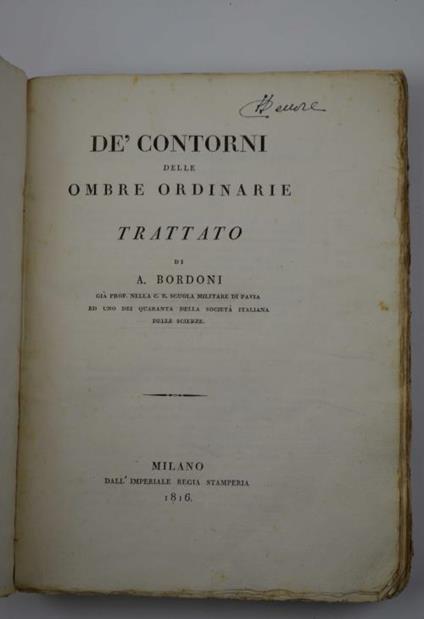 DE' CONTORNI
DELLE
OMBRE ORDINARIE
TRATTATO
DI
A. BORDONI
GIÀ PROF. NELLA C. R. SCUOLA MILITARE DI PAVIA
ED UNO DEI QUARANTA DELLA SOCIETÀ ITALIANA
DELLE SCIENZE.
MILANO
DALL' IMPERIALE REGIA STAMPERIA
1816.